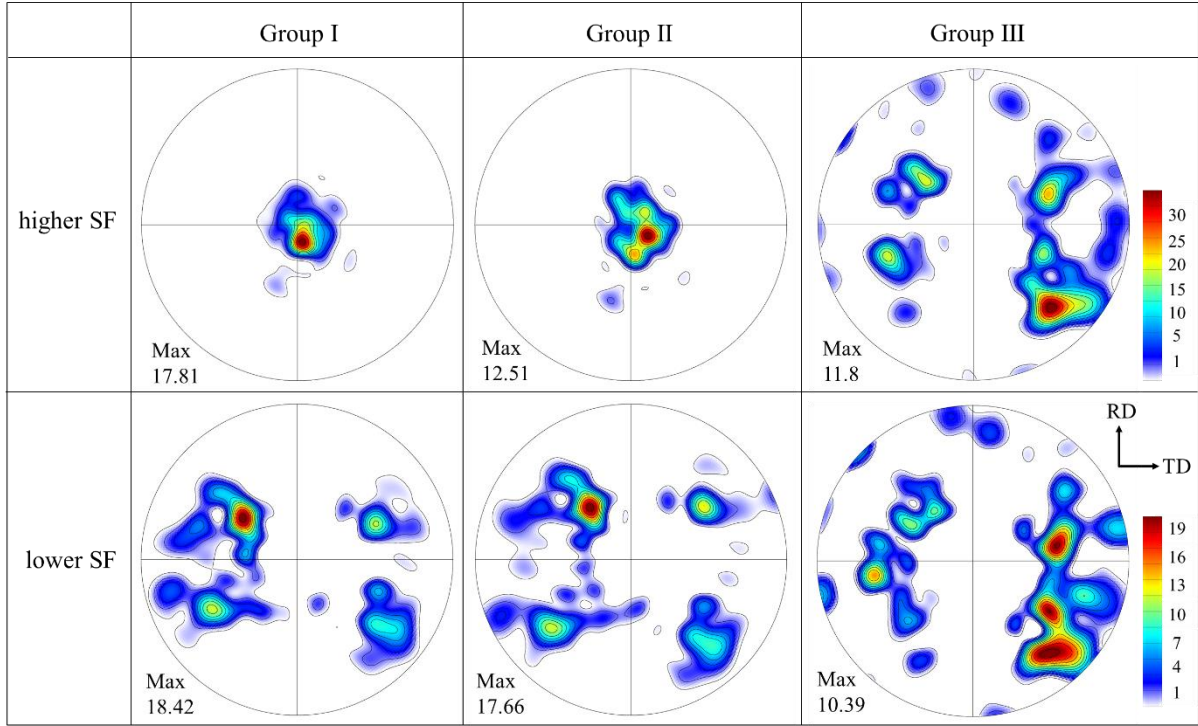 Group I
Group II
Group III
higher SF
Max
17.81
Max
12.51
Max
11.8
30
25
20
15
10
5
1
lower SF
Max
18.42
Max
17.66
Max
10.39
RD
TD
19
16
13
10
7
4
1